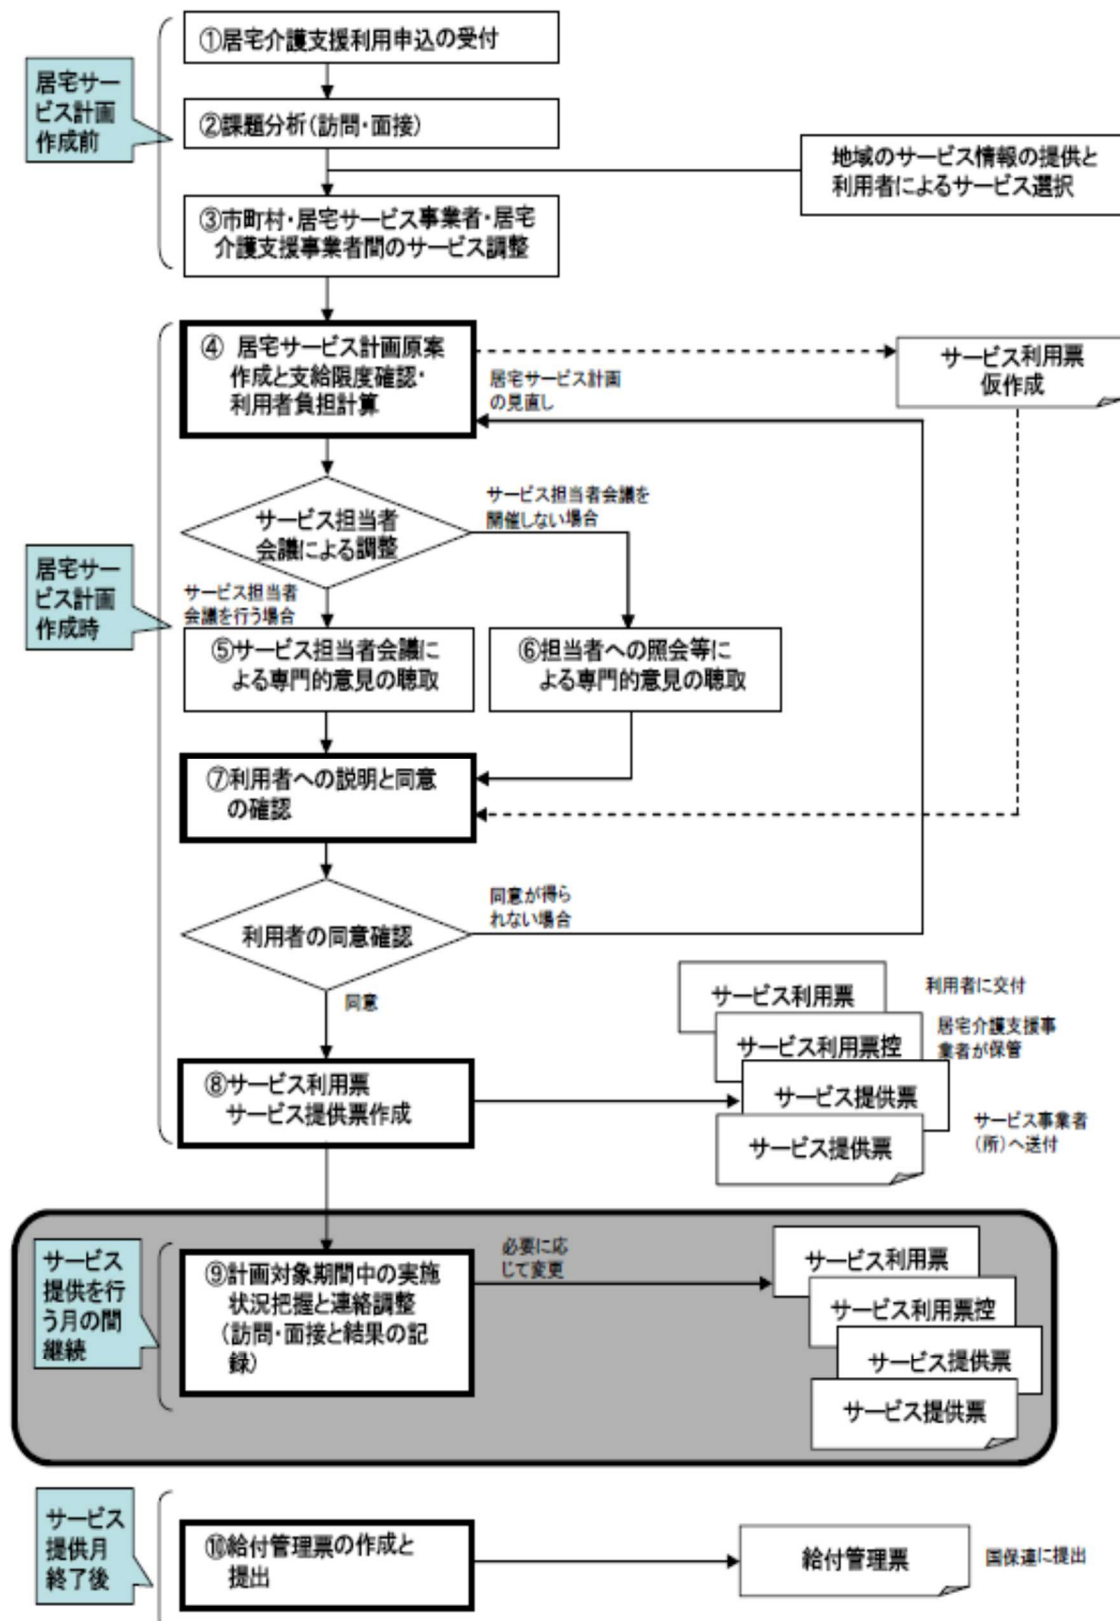 ①居宅介護支援利用申込の受付
居宅サー
ビス計画
作成前
②課題分析(訪問・面接)
地域のサービス情報の提供と
利用者によるサービス選択
③市町村・居宅サービス事業者・居宅
介護支援事業者間のサービス調整
④ 居宅サービス計画原案
作成と支給限度確認・
利用者負担計算
サービス利用票
仮作成
居宅サービス計画
の見直し
サービス担当者
会議による調整
サービス担当者会議を
開催しない場合
居宅サー
ビス計画
作成時
サービス担当者
会議を行う場合
⑤サービス担当者会議に
よる専門的意見の聴取
⑥担当者への照会等に
よる専門的意見の聴取
⑦利用者への説明と同意
の確認
利用者の同意確認
同意が得ら
れない場合
同意
サービス利用票
利用者に交付
サービス利用票控
居宅介護支援事
業者が保管
⑧サービス利用票
サービス提供票作成
サービス提供票
サービス提供票
サービス事業者
(所)へ送付
サービス
提供を行
う月の間
継続
⑨計画対象期間中の実施
状況把握と連絡調整
(訪問・面接と結果の記
録)
必要に応
じて変更
サービス利用票
サービス利用票控
サービス提供票
サービス提供票
サービス
提供月
終了後
⑩給付管理票の作成と
提出
給付管理票
国保連に提出